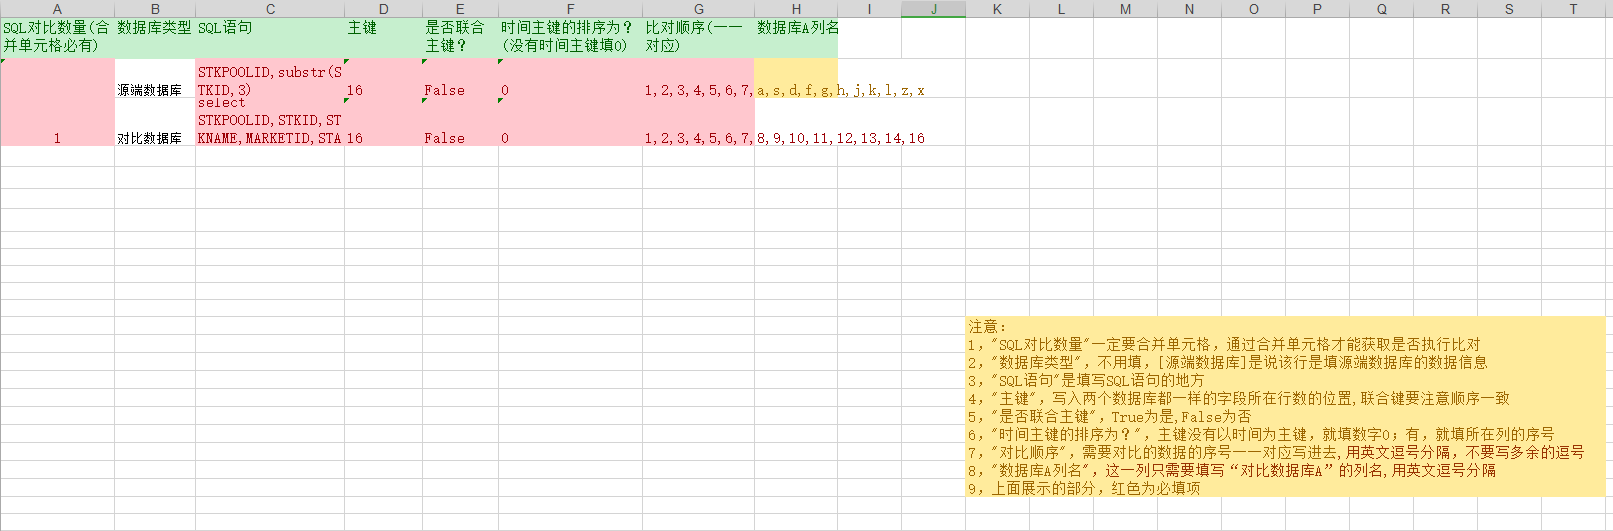 A B C D E F G H I J K L M N O P Q R S T
SQL对比数量(合 数据库类型 SQL语句 主键 是否联合 时间主键的排序为？ 比对顺序(一一 数据库A列名
并单元格必有) 主键？ (没有时间主键填0) 对应)
STKPOOLID,substr(S
源端数据库 TKID,3) 16 False 0 1,2,3,4,5,6,7, a,s,d,f,g,h,j,k,l,z,x
select
STKPOOLID,STKID,ST
1 对比数据库 KNAME,MARKETID,STA 16 False 0 1,2,3,4,5,6,7,8,9,10,11,12,13,14,16
注意：
1，"SQL对比数量"一定要合并单元格，通过合并单元格才能获取是否执行比对
2，"数据库类型"，不用填，[源端数据库]是说该行是填源端数据库的数据信息
3，"SQL语句"是填写SQL语句的地方
4，"主键"，写入两个数据库都一样的字段所在行数的位置,联合键要注意顺序一致
5，"是否联合主键"，True为是,False为否
6，"时间主键的排序为？"，主键没有以时间为主键，就填数字0；有，就填所在列的序号
7，"对比顺序"，需要对比的数据的序号一一对应写进去,用英文逗号分隔，不要写多余的逗号
8，"数据库A列名"，这一列只需要填写“对比数据库A”的列名,用英文逗号分隔
9，上面展示的部分，红色为必填项